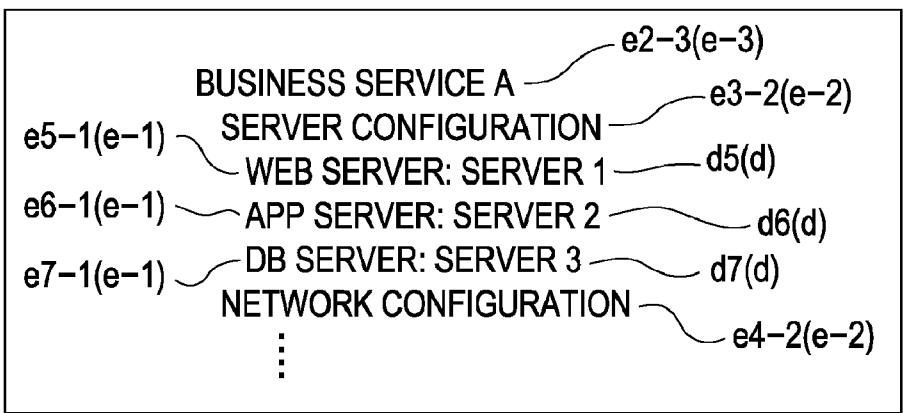 e2−3(e−3)
BUSINESS SERVICE A
e3−2(e−2)
SERVER CONFIGURATION
e5−1(e−1)
WEB SERVER: SERVER 1
d5(d)
e6−1(e−1)
APP SERVER: SERVER 2
d6(d)
e7−1(e−1)
DB SERVER: SERVER 3
d7(d)
NETWORK CONFIGURATION
e4−2(e−2)